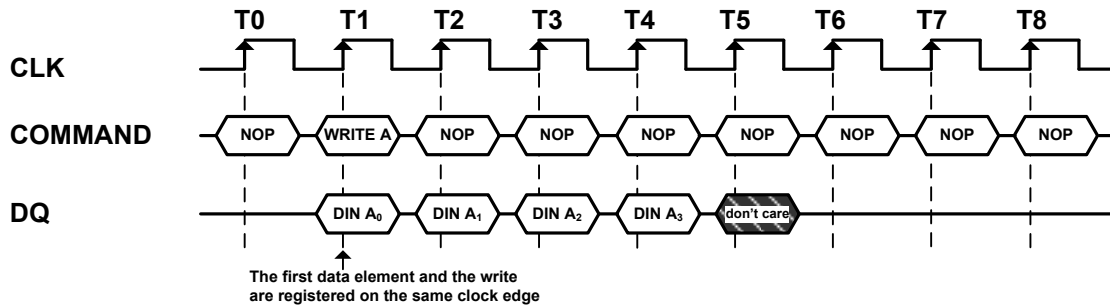 T0 T1 T2 T3 T4 T5 T6 T7 T8
CLK
COMMAND NOP WRITE A NOP NOP NOP NOP NOP NOP NOP
DQ DIN A₀ DIN A₁ DIN A₂ DIN A₃ don't care
The first data element and the write
are registered on the same clock edge